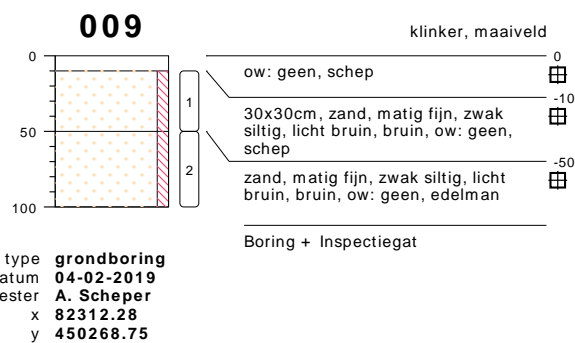 009
klinker, maaiveld
0
0
ow: geen, schep
-10
1
30x30cm, zand, matig fijn, zwak
siltig, licht bruin, bruin, ow: geen,
schep
50
-50
2
zand, matig fijn, zwak siltig, licht
bruin, bruin, ow: geen, edelman
100
Boring + Inspectiegat
type grondboring
atum 04-02-2019
ester A. Scheper
x 82312.28
y 450268.75